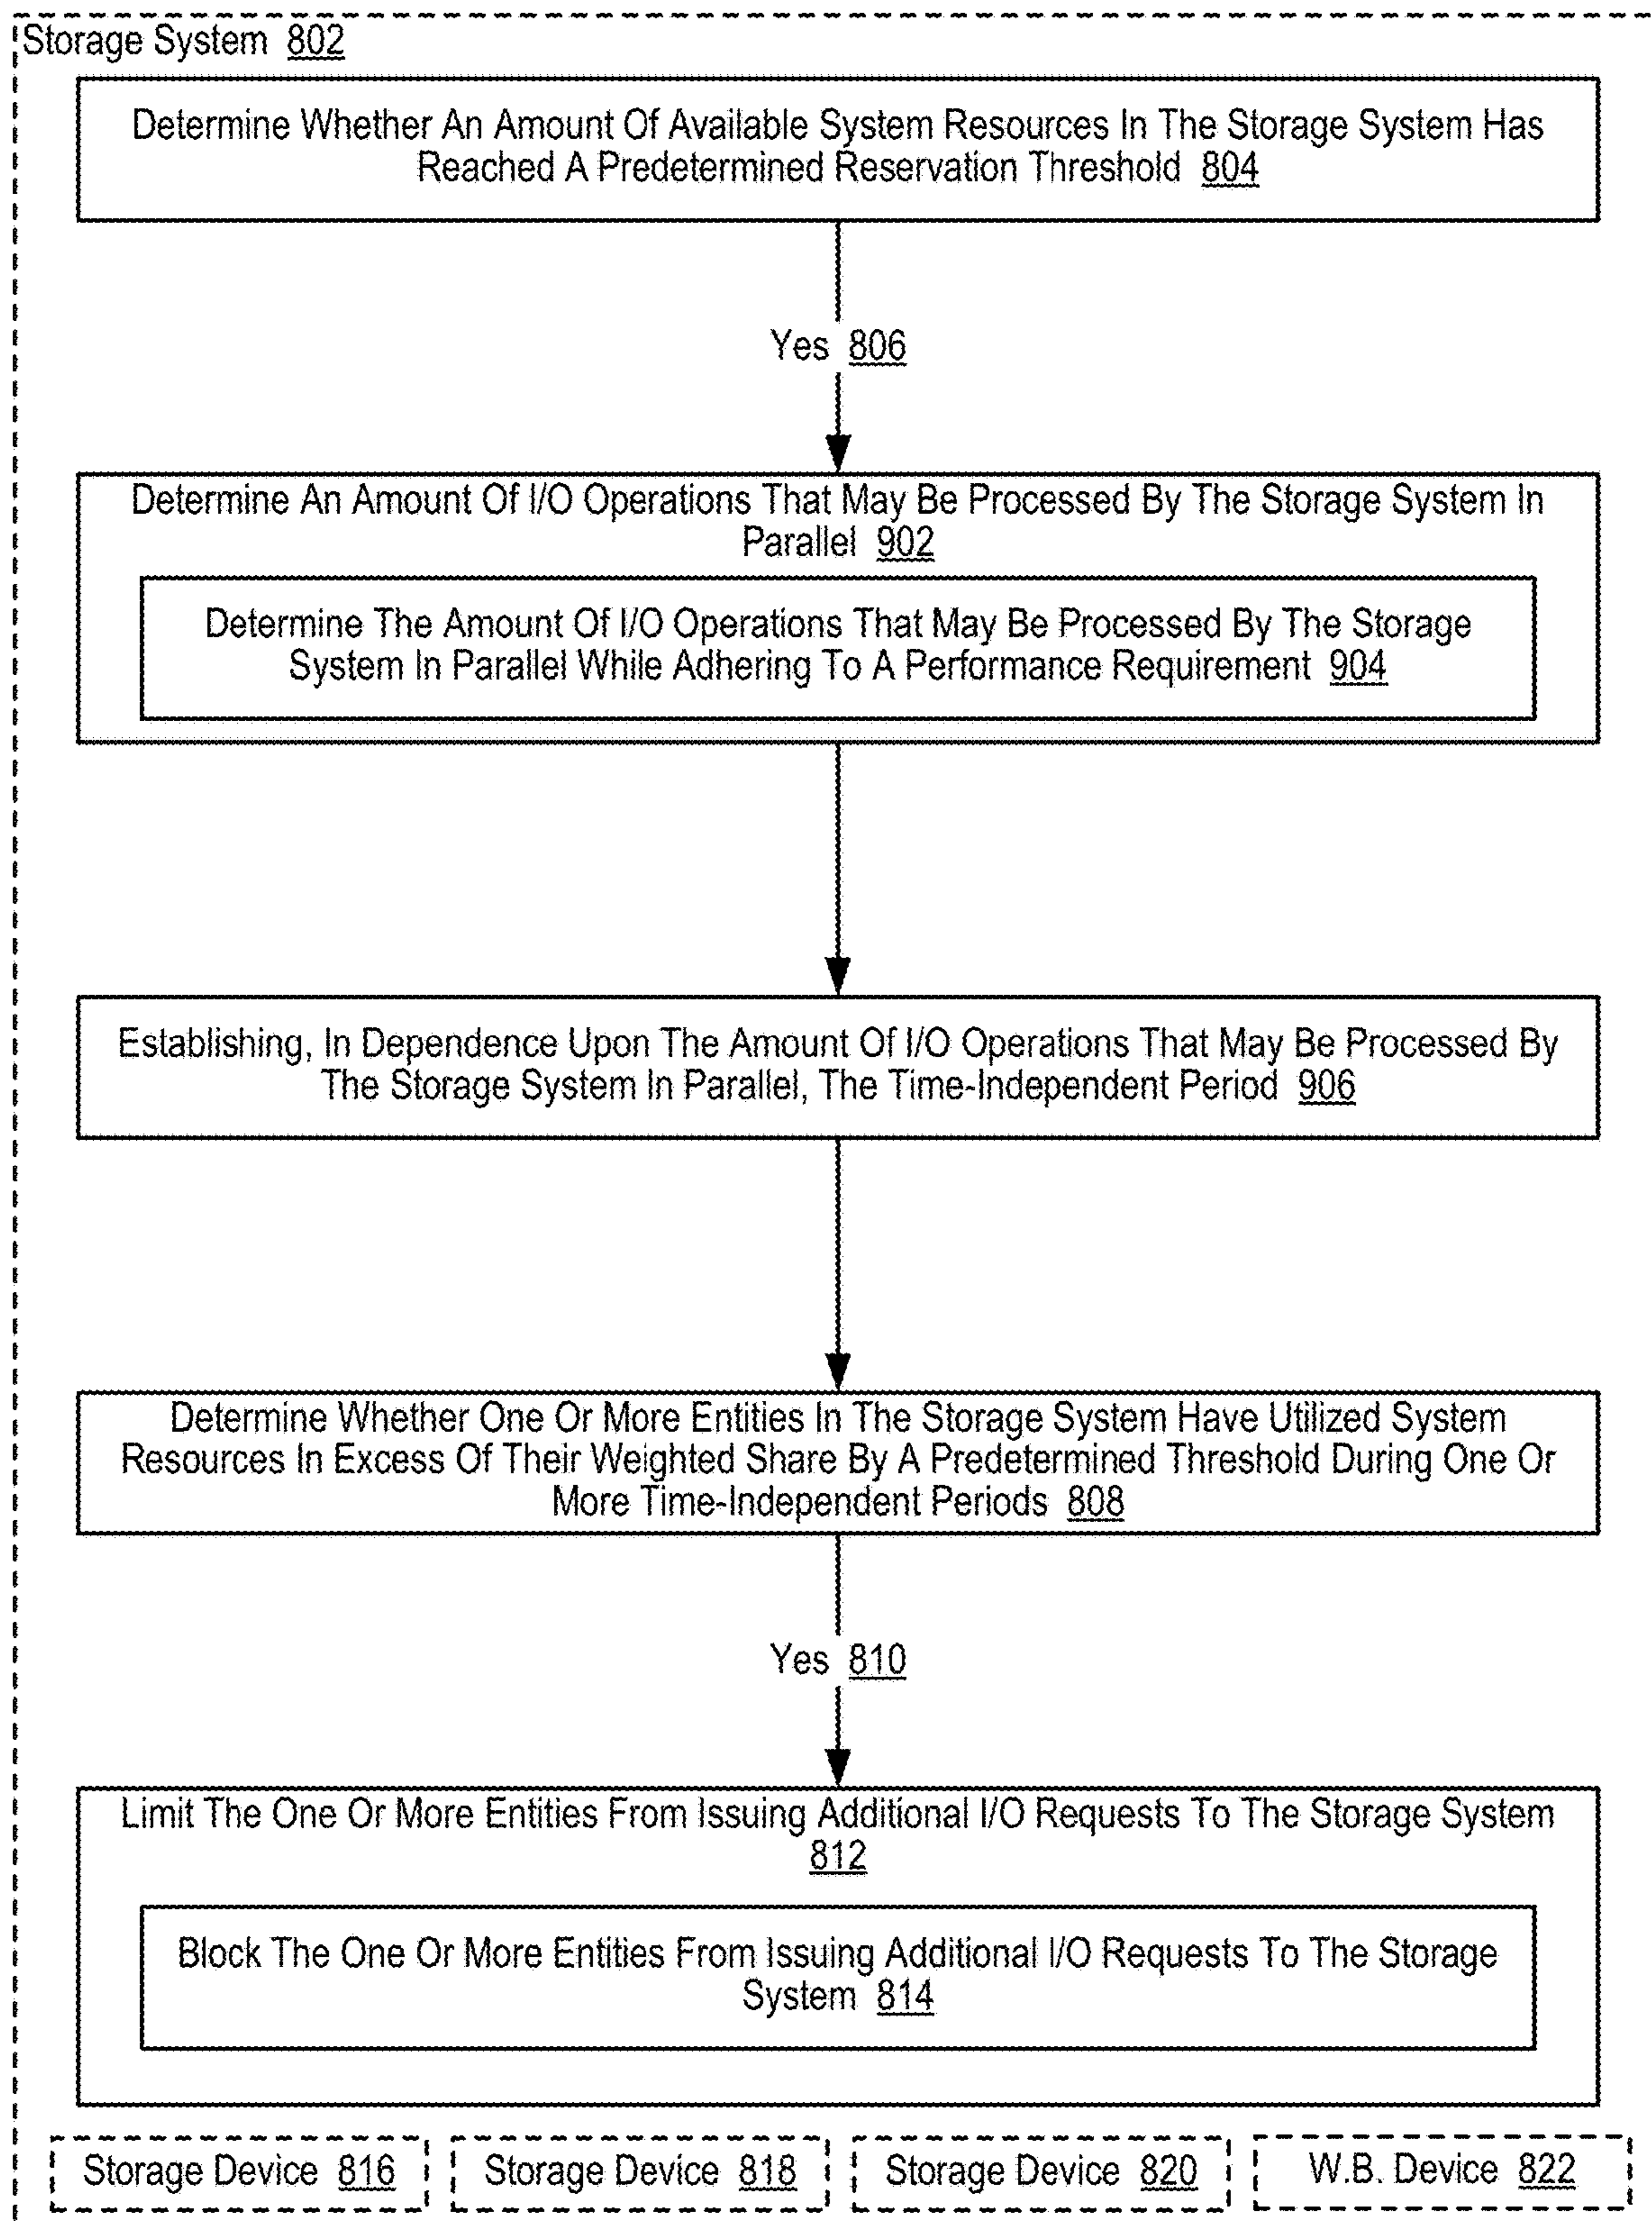 Storage System 802
Determine Whether An Amount Of Available System Resources In The Storage System Has
Reached A Predetermined Reservation Threshold 804
Yes 806
Determine An Amount Of I/O Operations That May Be Processed By The Storage System In
Parallel 902
Determine The Amount Of I/O Operations That May Be Processed By The Storage
System In Parallel While Adhering To A Performance Requirement 904
Establishing, In Dependence Upon The Amount Of I/O Operations That May Be Processed By
The Storage System In Parallel, The Time-Independent Period 906
Determine Whether One Or More Entities In The Storage System Have Utilized System
Resources In Excess Of Their Weighted Share By A Predetermined Threshold During One Or
More Time-Independent Periods 808
Yes 810
Limit The One Or More Entities From Issuing Additional I/O Requests To The Storage System
812
Block The One Or More Entities From Issuing Additional I/O Requests To The Storage
System 814
Storage Device 816
Storage Device 818
Storage Device 820
W.B. Device 822